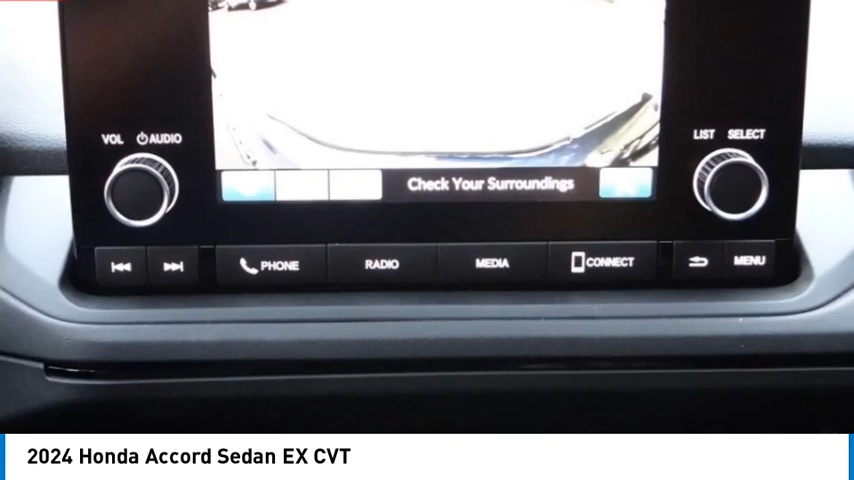 VOL AUDIO
LIST SELECT
Check Your Surroundings
PHONE RADIO MEDIA CONNECT MENU
2024 Honda Accord Sedan EX CVT